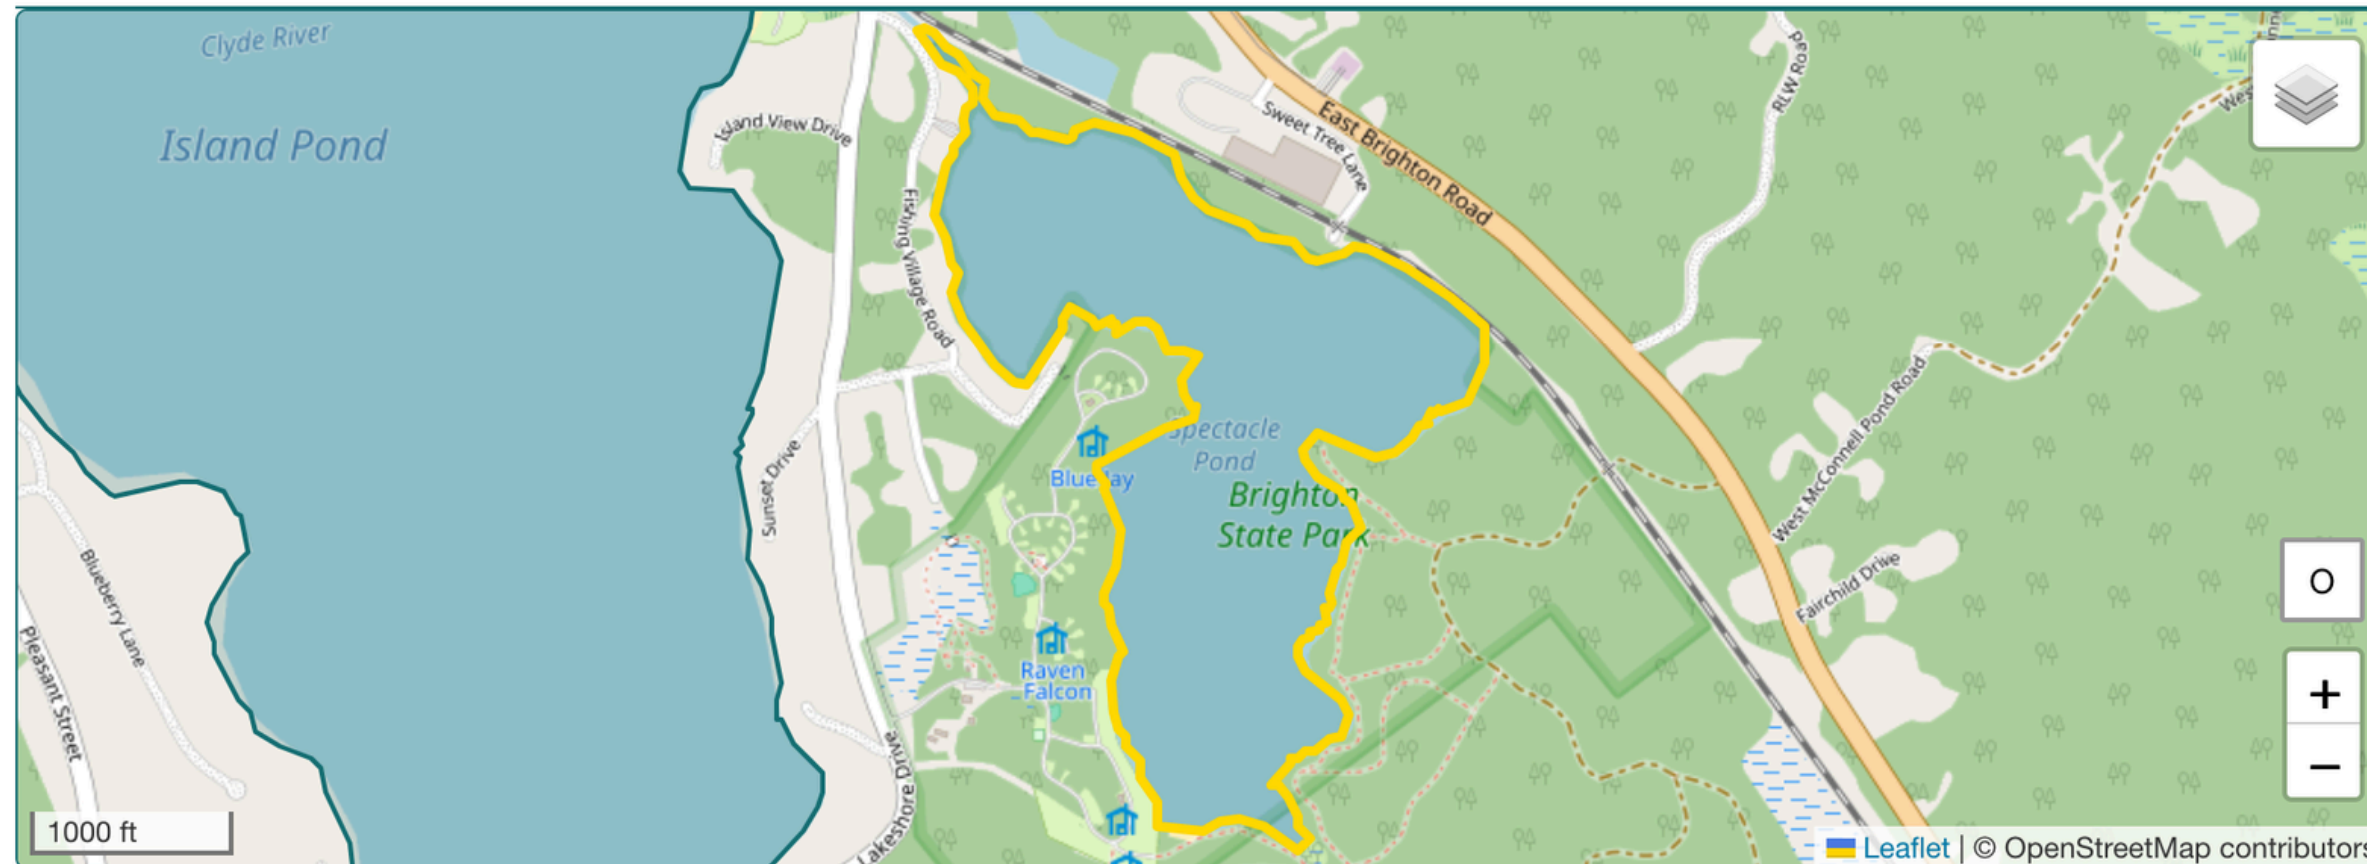 Clyde River
Island Pond
Island View Drive
Fishing Village Road
Sweet Tree Lane
East Brighton Road
RLW Road
Wes
Spectacle
Pond
Brighton
State Park
Blue Jay
Raven
Falcon
Sunset Drive
Lakeshore Drive
Blueberry Lane
Pleasant Street
West McConnell Pond Road
Fairchild Drive
O
+
−
1000 ft
Leaflet | © OpenStreetMap contributors